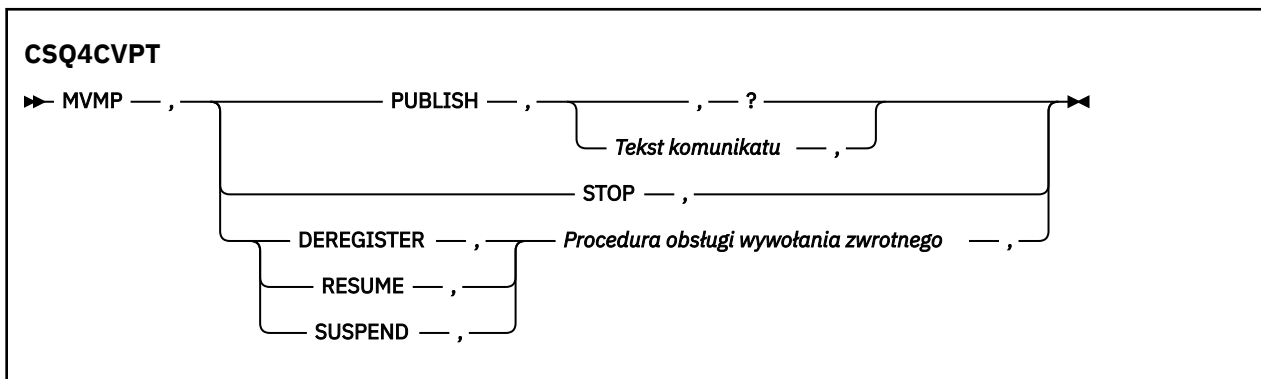 CSQ4CVPT
MVMP , PUBLISH , , ?
Tekst komunikatu ,
STOP ,
DEREGISTER , Procedura obsługi wywołania zwrotnego ,
RESUME ,
SUSPEND ,